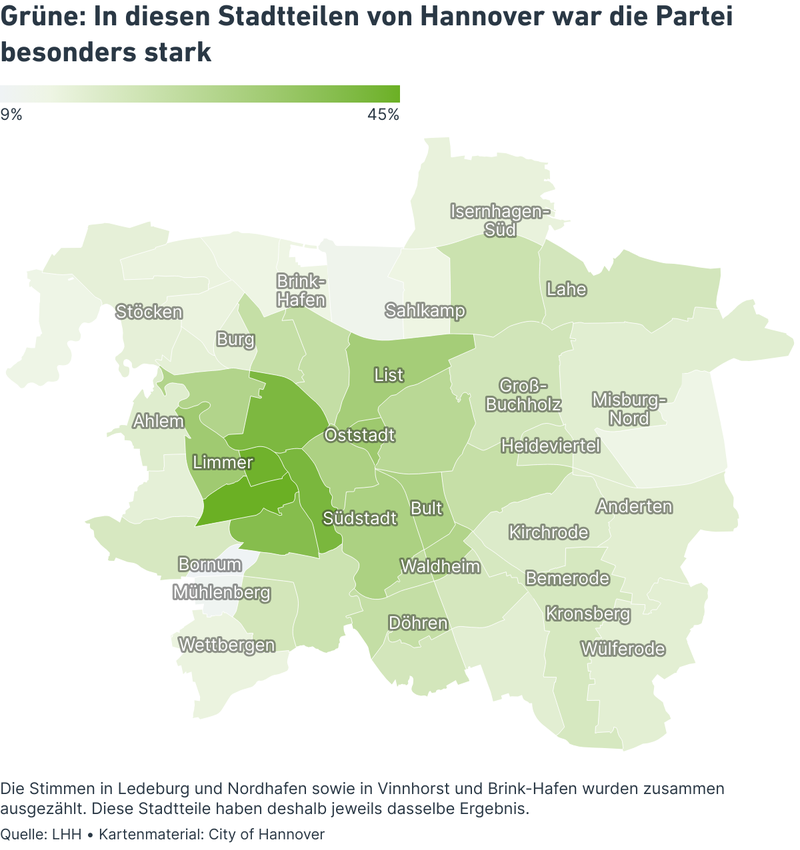 Grüne: In diesen Stadtteilen von Hannover war die Partei
besonders stark
9%
45%
Isernhagen-
Süd
Brink-
Hafen
Lahe
Stöcken
Sahlkamp
Burg
List
Groß-
Buchholz
Misburg-
Nord
Ahlem
Oststadt
Heideviertel
Limmer
Bult
Anderten
Südstadt
Kirchrode
Bornum
Waldheim
Bemerode
Mühlenberg
Kronsberg
Döhren
Wettbergen
Wülferode
Die Stimmen in Ledeburg und Nordhafen sowie in Vinnhorst und Brink-Hafen wurden zusammen
ausgezählt. Diese Stadtteile haben deshalb jeweils dasselbe Ergebnis.
Quelle: LHH • Kartenmaterial: City of Hannover